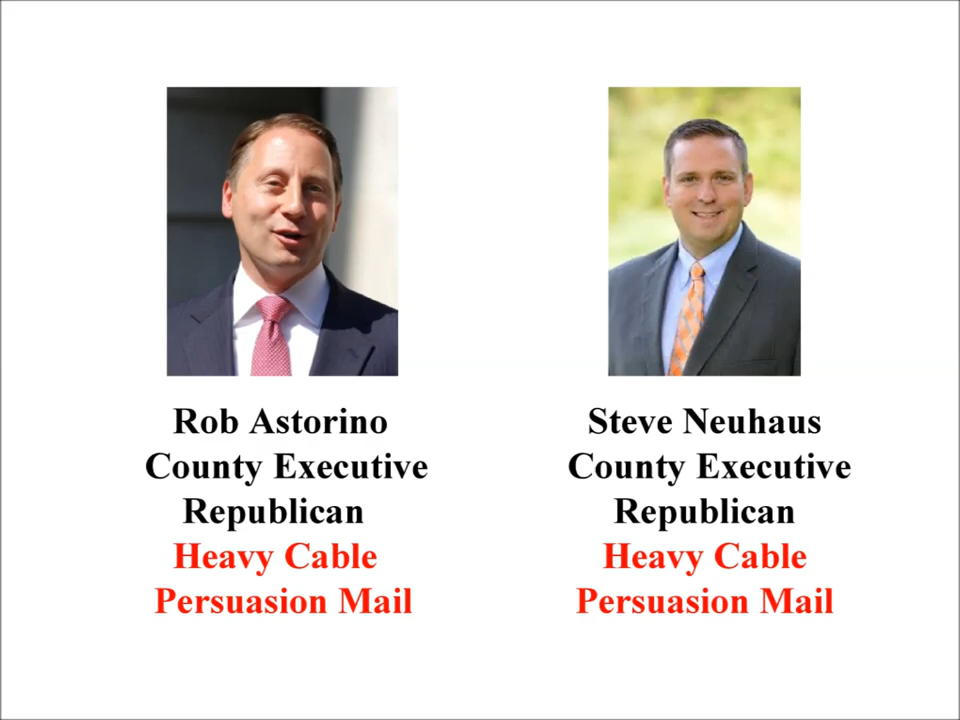 Rob Astorino
County Executive
Republican
Heavy Cable
Persuasion Mail
Steve Neuhaus
County Executive
Republican
Heavy Cable
Persuasion Mail